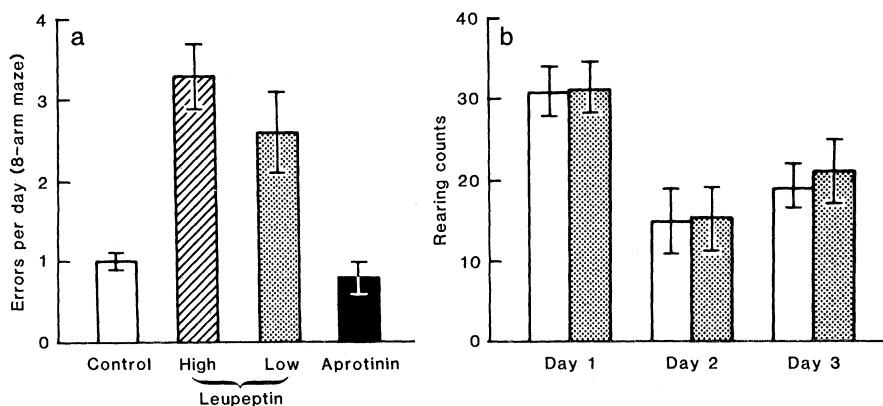 a
Errors per day (8-arm maze)
4
3
2
1
0
Control High Low Aprotinin
Leupeptin
b
Rearing counts
40
30
20
10
0
Day 1 Day 2 Day 3